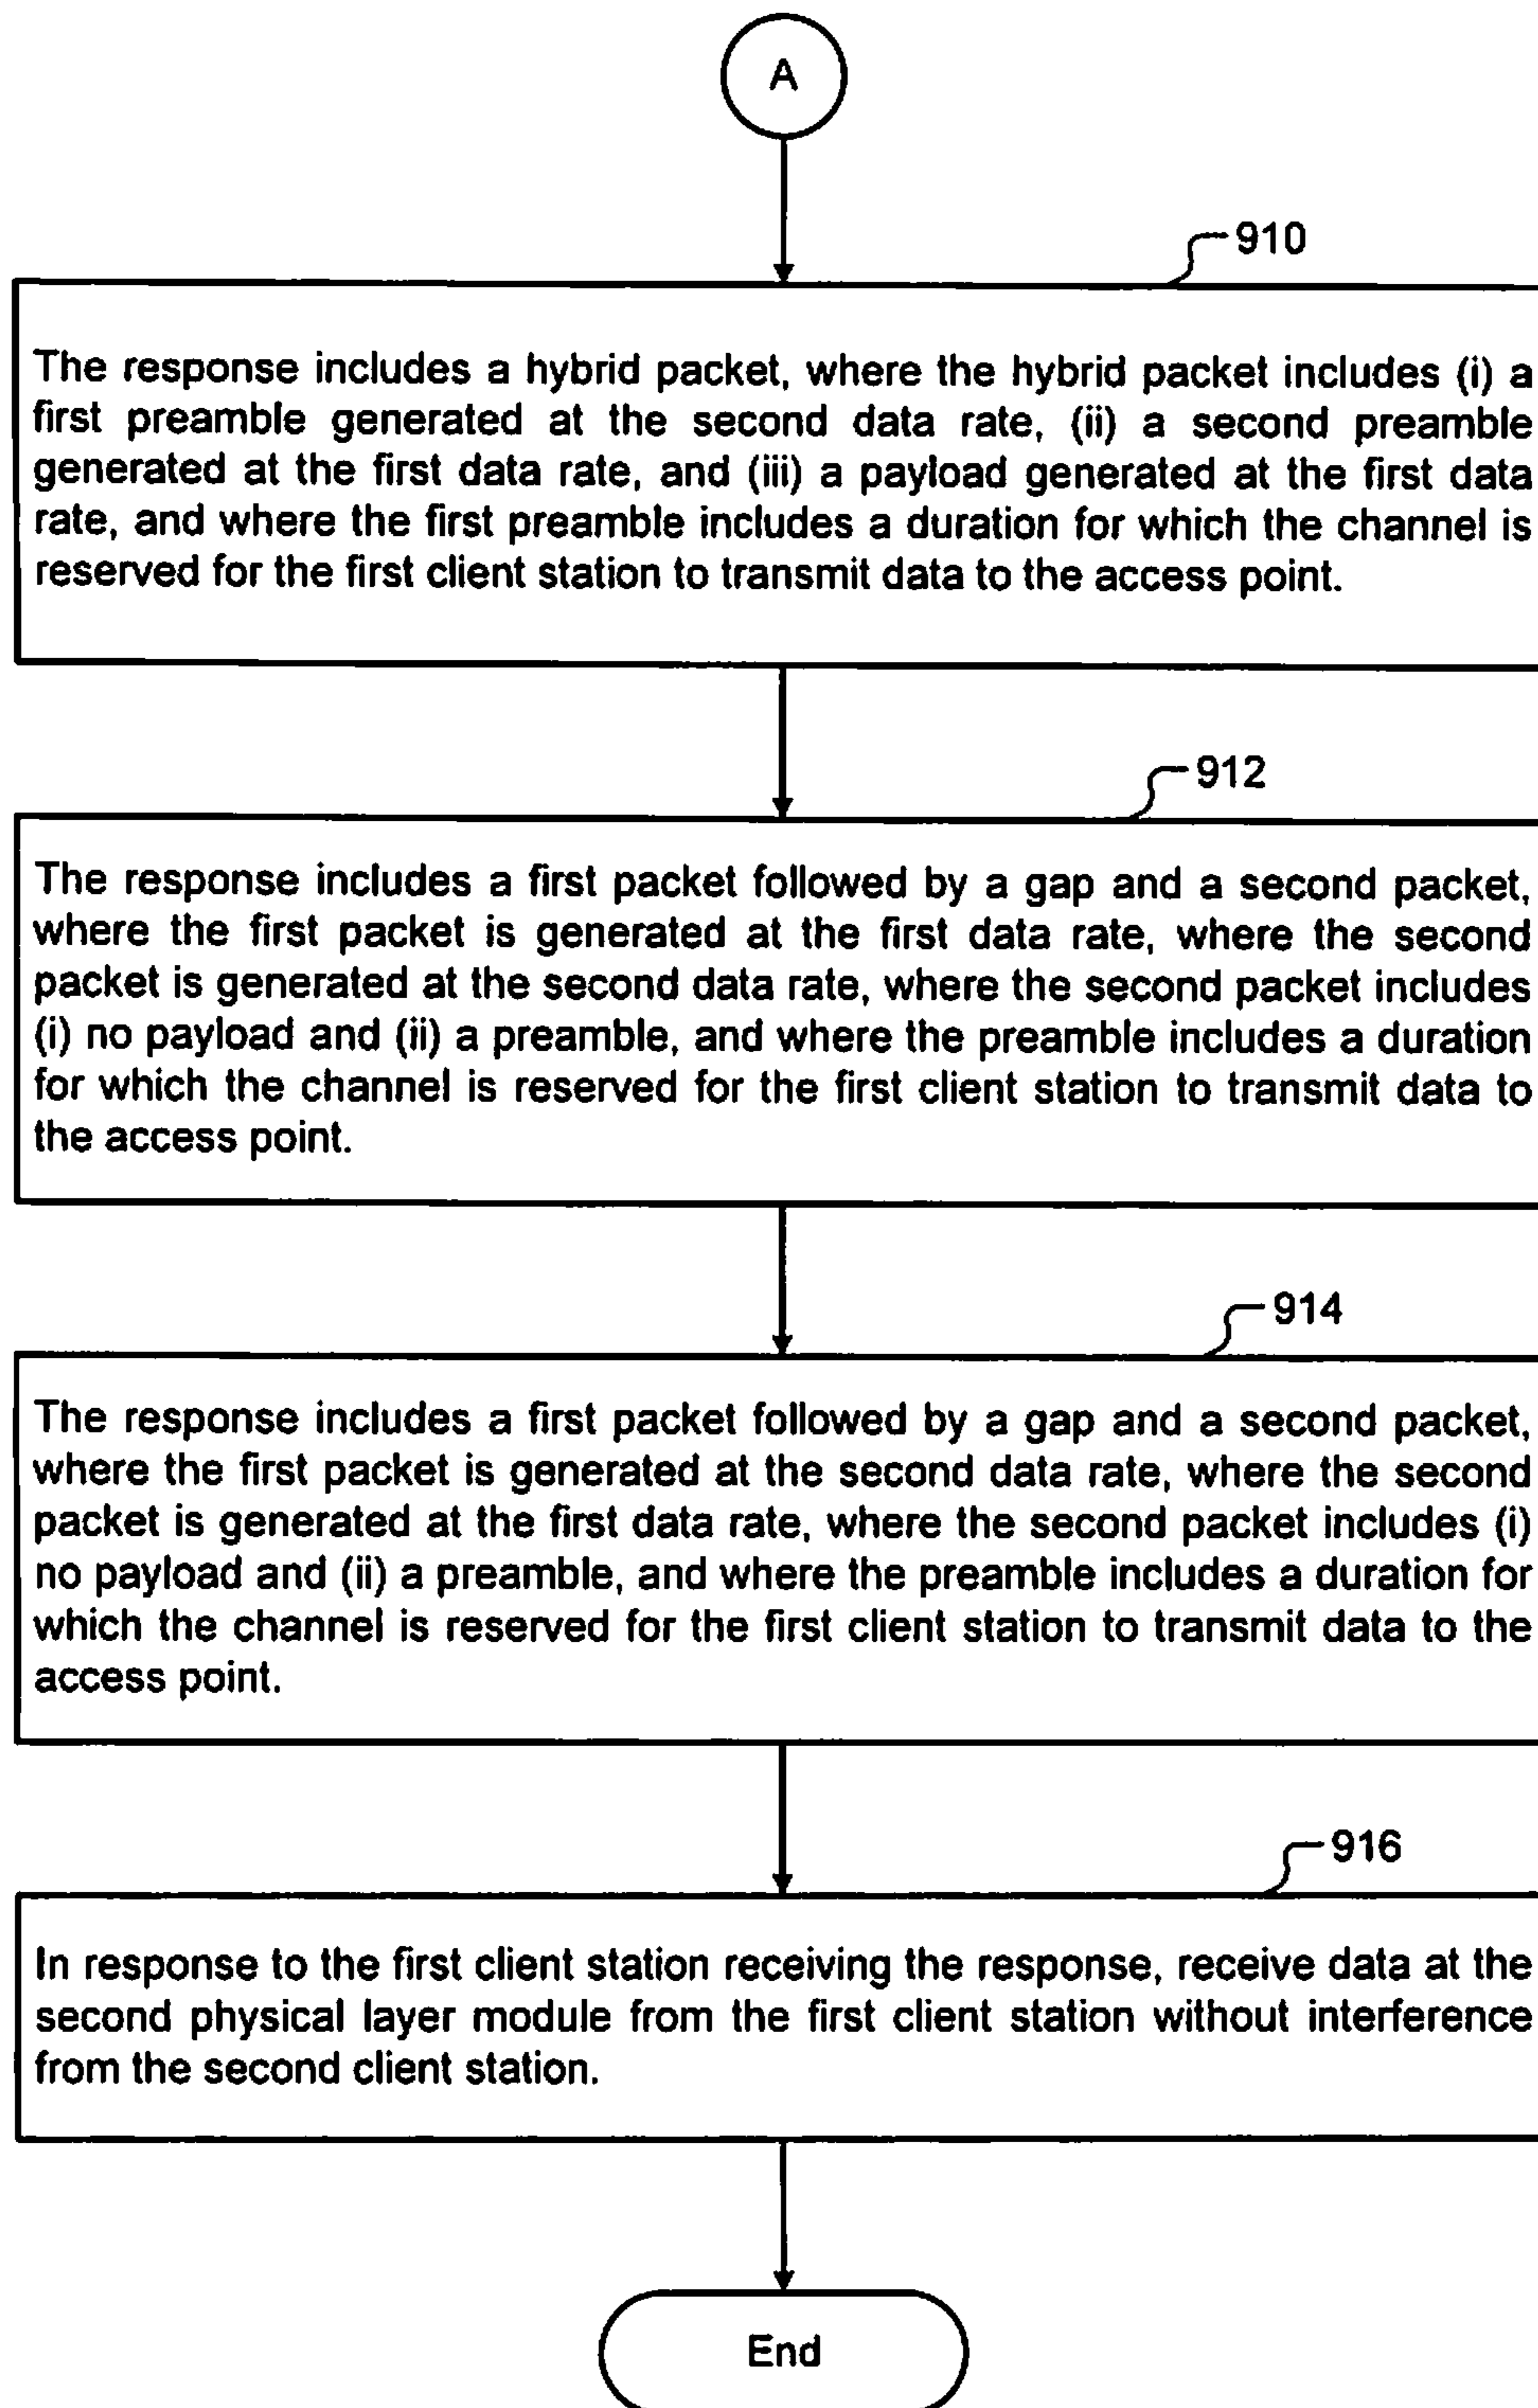 A
910
The response includes a hybrid packet, where the hybrid packet includes (i) a
first preamble generated at the second data rate, (ii) a second preamble
generated at the first data rate, and (iii) a payload generated at the first data
rate, and where the first preamble includes a duration for which the channel is
reserved for the first client station to transmit data to the access point.
912
The response includes a first packet followed by a gap and a second packet,
where the first packet is generated at the first data rate, where the second
packet is generated at the second data rate, where the second packet includes
(i) no payload and (ii) a preamble, and where the preamble includes a duration
for which the channel is reserved for the first client station to transmit data to
the access point.
914
The response includes a first packet followed by a gap and a second packet,
where the first packet is generated at the second data rate, where the second
packet is generated at the first data rate, where the second packet includes (i)
no payload and (ii) a preamble, and where the preamble includes a duration for
which the channel is reserved for the first client station to transmit data to the
access point.
916
In response to the first client station receiving the response, receive data at the
second physical layer module from the first client station without interference
from the second client station.
End